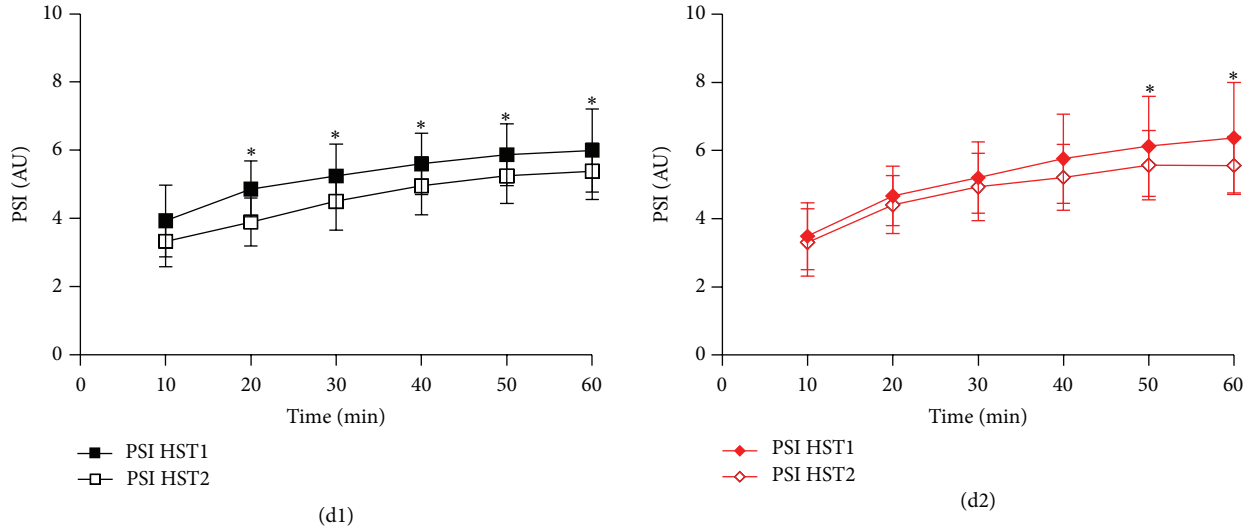 10
8
6
4
2
0
PSI (AU)
* * * * *
0 10 20 30 40 50 60
Time (min)
PSI HST1
PSI HST2
(d1)
10
8
6
4
2
0
PSI (AU)
* *
0 10 20 30 40 50 60
Time (min)
PSI HST1
PSI HST2
(d2)